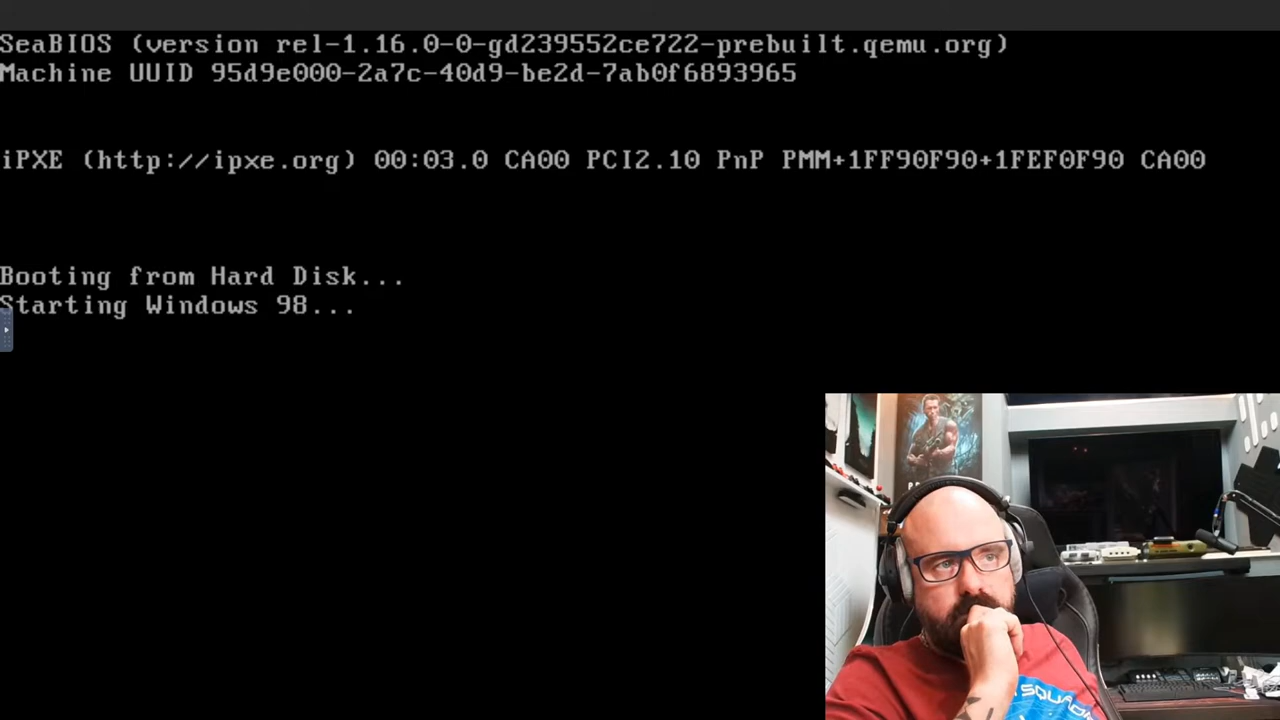 SeaBIOS (version rel-1.16.0-0-gd239552ce722-prebuilt.qemu.org)
Machine UUID 95d9e000-2a7c-40d9-be2d-7ab0f6893965
iPXE (http://ipxe.org) 00:03.0 CA00 PCI2.10 PnP PMM+1FF90F90+1FEF0F90 CA00
Booting from Hard Disk...
Starting Windows 98...
SQUAD